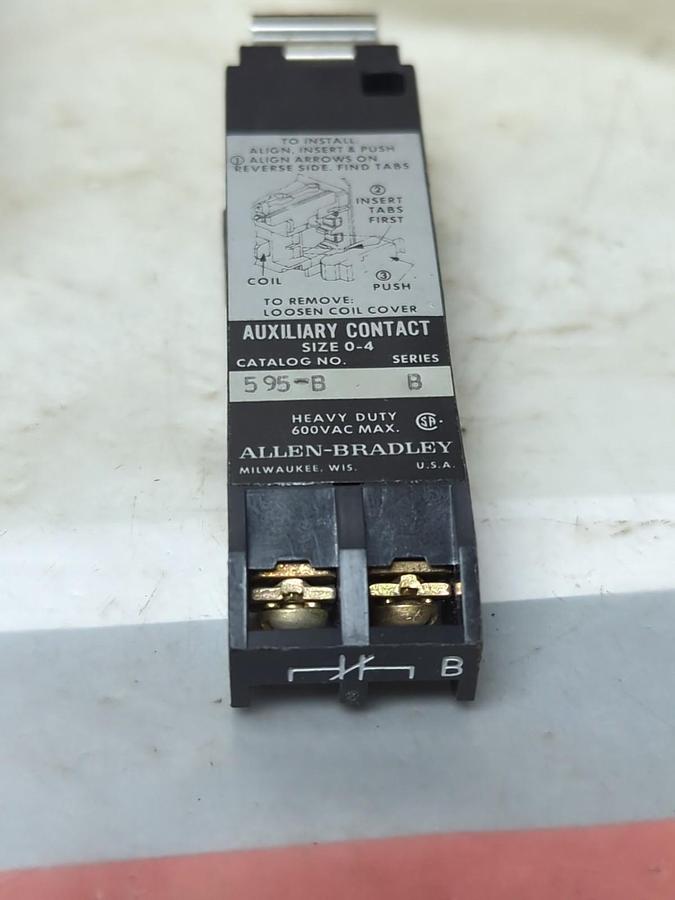 TO INSTALL:
ALIGN, INSERT & PUSH
① ALIGN ARROWS ON
REVERSE SIDE. FIND TABS
②
INSERT
TABS
FIRST
COIL
③
PUSH
TO REMOVE:
LOOSEN COIL COVER
AUXILIARY CONTACT
SIZE 0-4
CATALOG NO. SERIES
595-B B
HEAVY DUTY
600VAC MAX. SA
ALLEN-BRADLEY
MILWAUKEE, WIS. U.S.A.
B